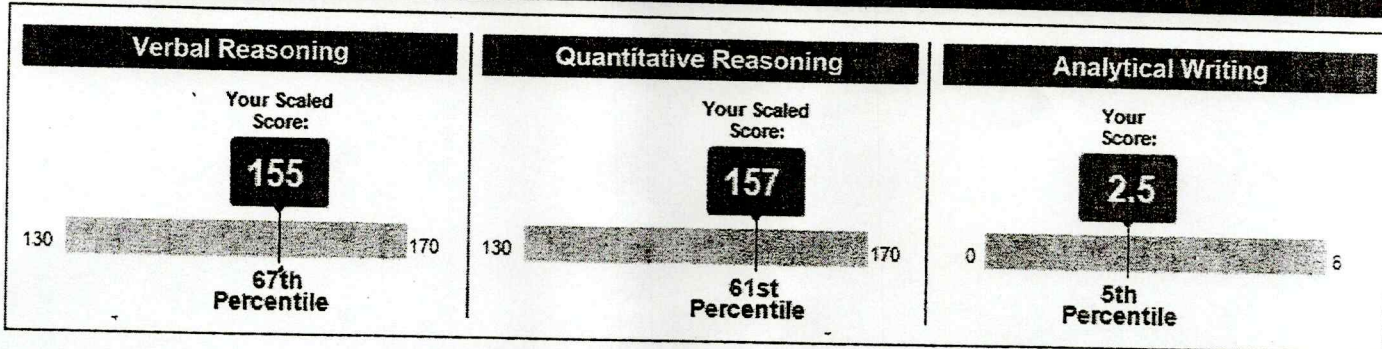 Verbal Reasoning
Your Scaled
Score:
155
130
170
67th
Percentile
Quantitative Reasoning
Your Scaled
Score:
157
130
170
61st
Percentile
Analytical Writing
Your
Score:
2.5
0
6
5th
Percentile